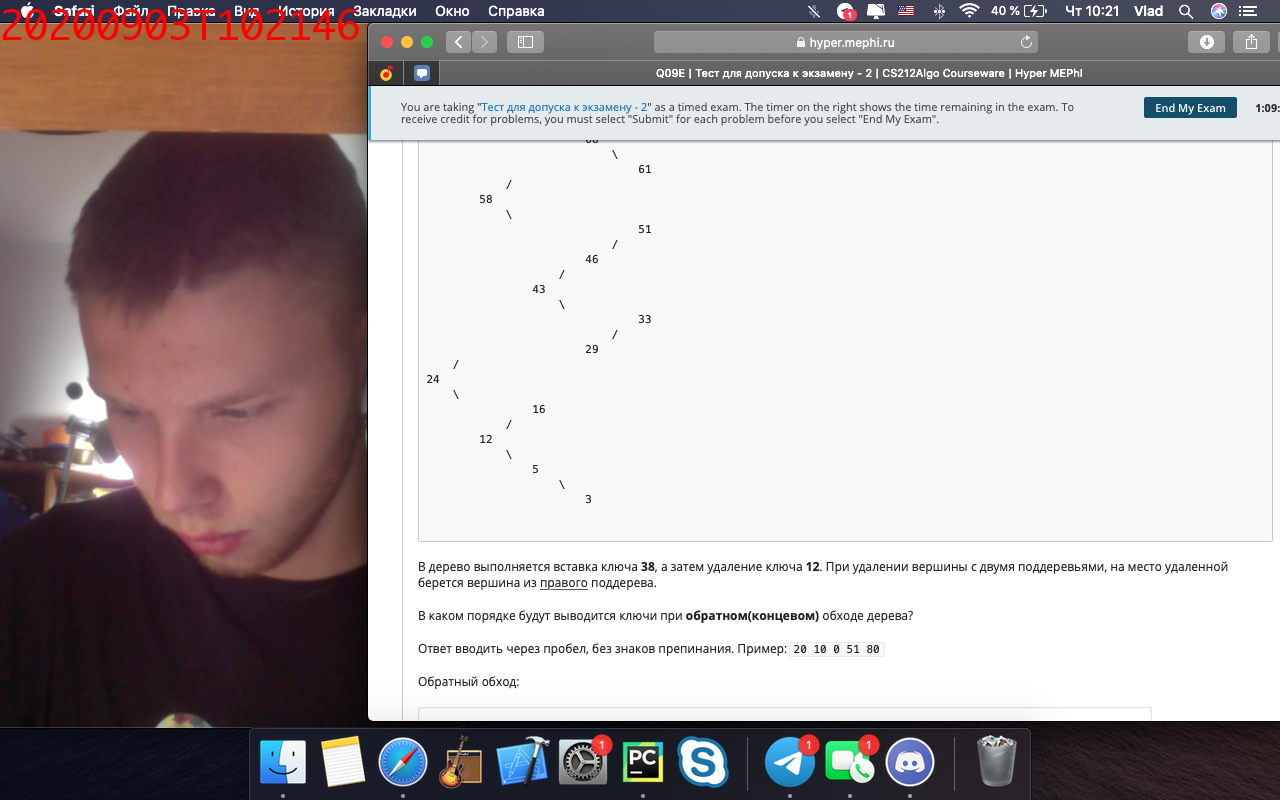 20200903T102146
Safari Файл Правка Вид История Закладки Окно Справка
1
40 % Чт 10:21 Vlad
hyper.mephi.ru
Q09E | Тест для допуска к экзамену - 2 | CS212Algo Courseware | Hyper MEPhI
You are taking "Тест для допуска к экзамену - 2" as a timed exam. The timer on the right shows the time remaining in the exam. To
receive credit for problems, you must select "Submit" for each problem before you select "End My Exam".
End My Exam
1:09:
\
61
/
58
\
51
/
46
/
43
\
33
/
29
/
24
\
16
/
12
\
5
\
3
В дерево выполняется вставка ключа 38, а затем удаление ключа 12. При удалении вершины с двумя поддеревьями, на место удаленной
берется вершина из правого поддерева.
В каком порядке будут выводится ключи при обратном(концевом) обходе дерева?
Ответ вводить через пробел, без знаков препинания. Пример: 20 10 0 51 80
Обратный обход:
1
PC
1
1